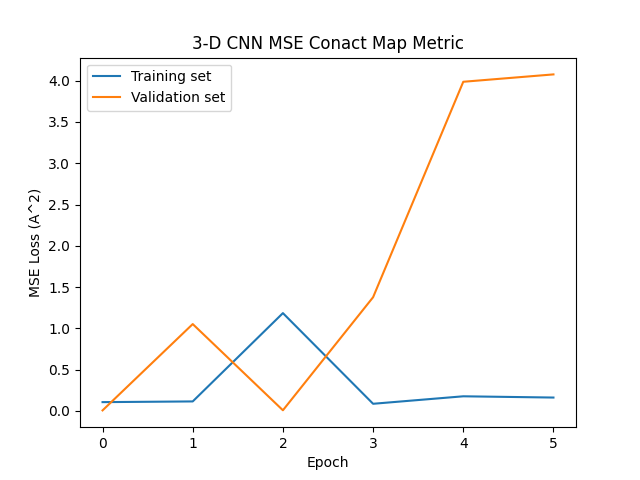 3-D CNN MSE Conact Map Metric
Training set
Validation set
4.0
3.5
3.0
2.5
2.0
1.5
1.0
0.5
0.0
MSE Loss (A^2)
0 1 2 3 4 5
Epoch